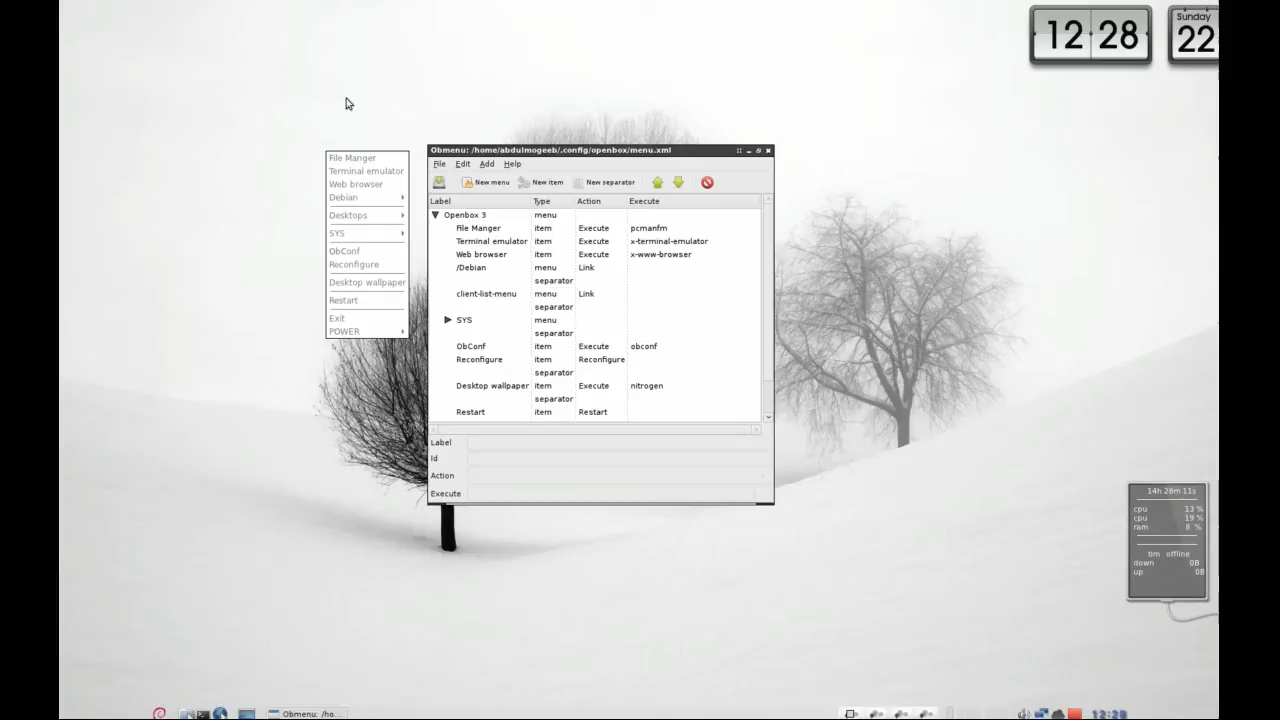 12 28
Sunday
22
File Manger
Terminal emulator
Web browser
Debian
Desktops
SYS
ObConf
Reconfigure
Desktop wallpaper
Restart
Exit
POWER
Obmenu: /home/abdulmogeeb/.config/openbox/menu.xml
File Edit Add Help
New menu New item New separator
Label Type Action Execute
Openbox 3 menu
File Manger item Execute pcmanfm
Terminal emulator item Execute x-terminal-emulator
Web browser item Execute x-www-browser
/Debian menu Link
separator
client-list-menu menu Link
separator
SYS menu
separator
ObConf item Execute obconf
Reconfigure item Reconfigure
separator
Desktop wallpaper item Execute nitrogen
separator
Restart item Restart
Label
Id
Action
Execute
14h 28m 11s
cpu 13 %
cpu 19 %
ram 8 %
tim offline
down 0B
up 0B
Obmenu: /ho...
12:28